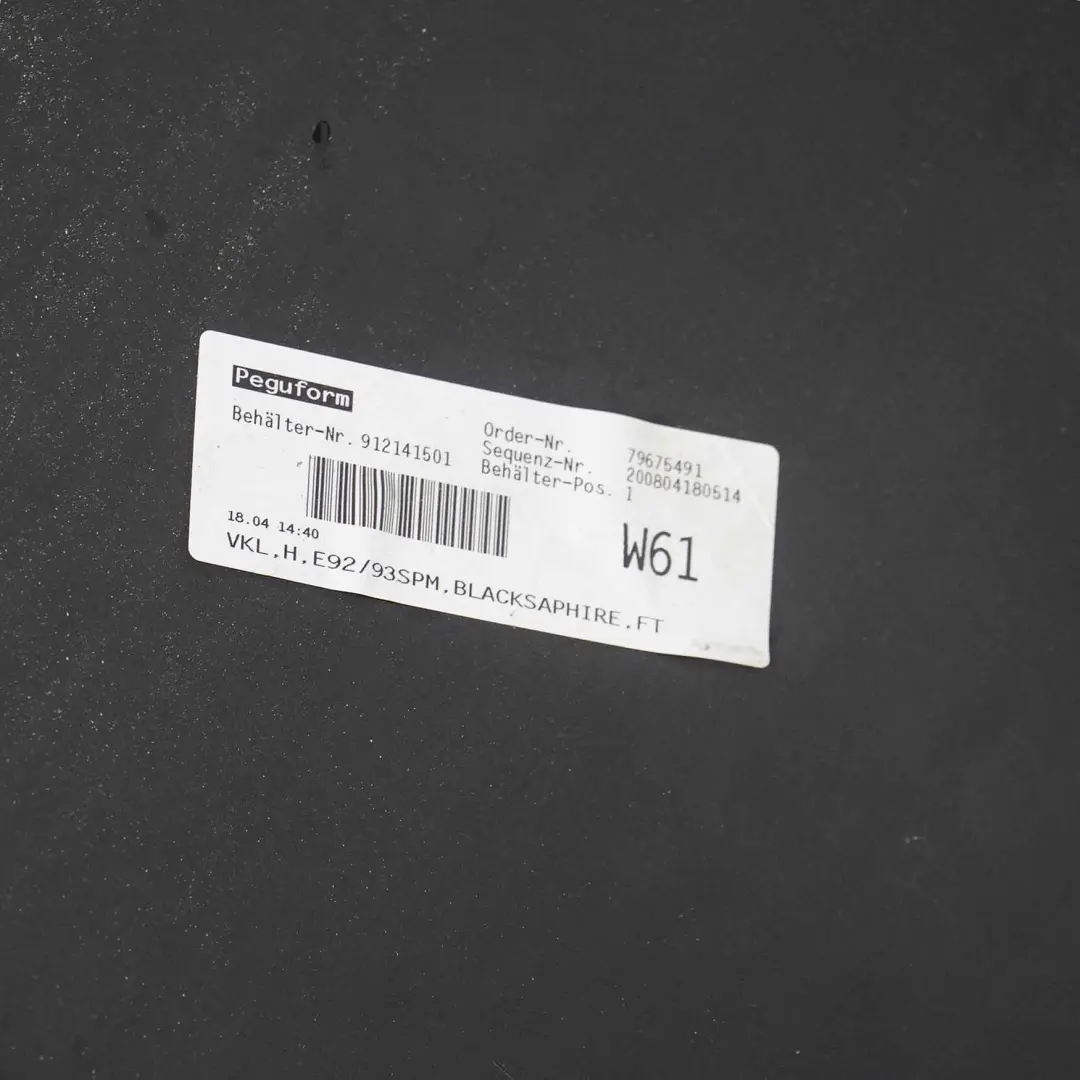 Peguform
Behälter-Nr. 912141501
Order-Nr. 79675491
Sequenz-Nr. 200804180514
Behälter-Pos. 1
18.04 14:40
W61
VKL,H,E92/93SPM,BLACKSAPHIRE,FT